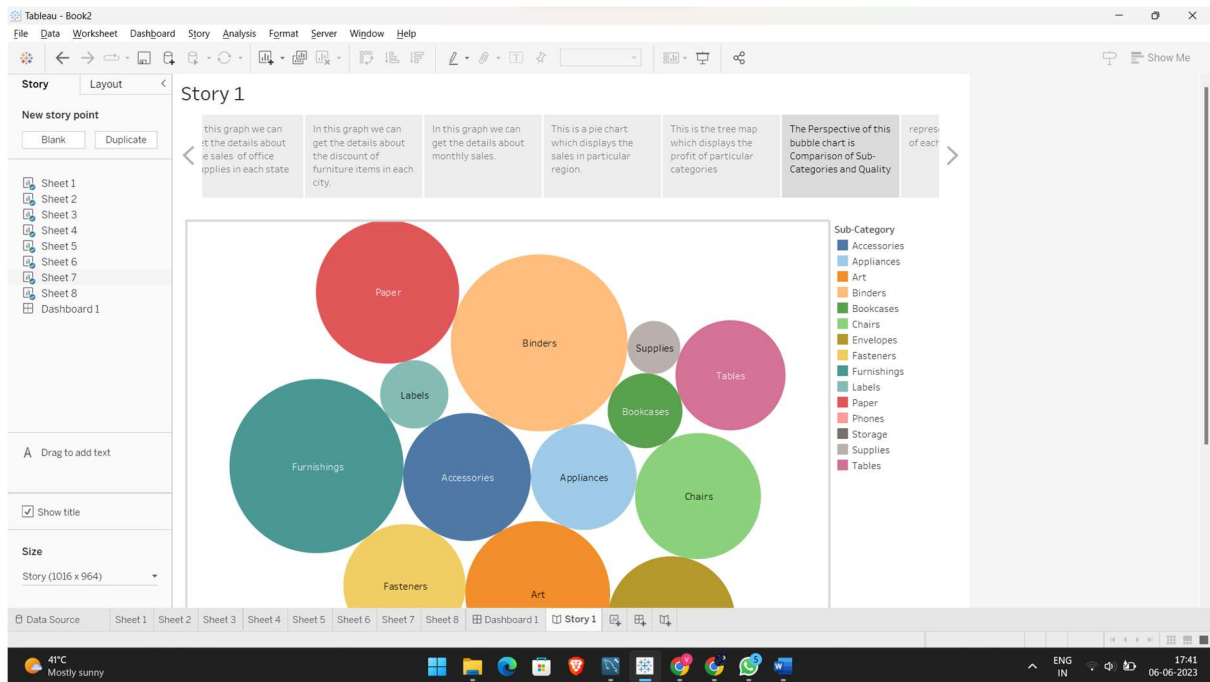 Tableau - Book2
File Data Worksheet Dashboard Story Analysis Format Server Window Help
Show Me
Story Layout
New story point
Blank Duplicate
Sheet 1
Sheet 2
Sheet 3
Sheet 4
Sheet 5
Sheet 6
Sheet 7
Sheet 8
Dashboard 1
A Drag to add text
Show title
Size
Story (1016 x 964)
Story 1
this graph we can
et the details about
e sales of office
pplies in each state
In this graph we can
get the details about
the discount of
furniture items in each
city.
In this graph we can
get the details about
monthly sales.
This is a pie chart
which displays the
sales in particular
region.
This is the tree map
which displays the
profit of particular
categories
The Perspective of this
bubble chart is
Comparison of Sub-
Categories and Quality
repres
of each
Paper
Binders
Supplies
Tables
Labels
Bookcases
Furnishings
Accessories
Appliances
Chairs
Fasteners
Art
Sub-Category
Accessories
Appliances
Art
Binders
Bookcases
Chairs
Envelopes
Fasteners
Furnishings
Labels
Paper
Phones
Storage
Supplies
Tables
Data Source Sheet 1 Sheet 2 Sheet 3 Sheet 4 Sheet 5 Sheet 6 Sheet 7 Sheet 8 Dashboard 1 Story 1
41°C
Mostly sunny
ENG
IN
17:41
06-06-2023